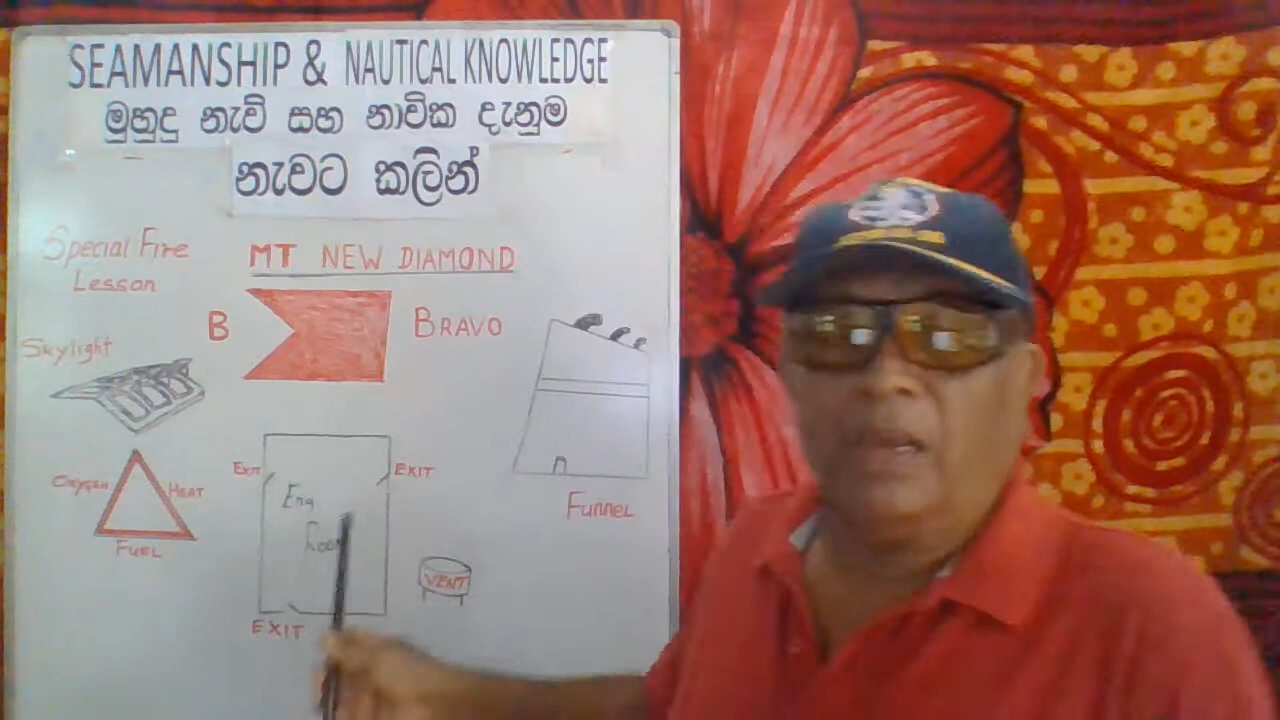 SEAMANSHIP & NAUTICAL KNOWLEDGE
මුහුදු නැවි සහ නාවික දැනුම
නැවට කලින්
Special Fire
Lesson
MT NEW DIAMOND
B
BRAVO
Skylight
OXYGEN
HEAT
FUEL
EXIT
EXIT
Eng
EXIT
VENT
FUNNEL